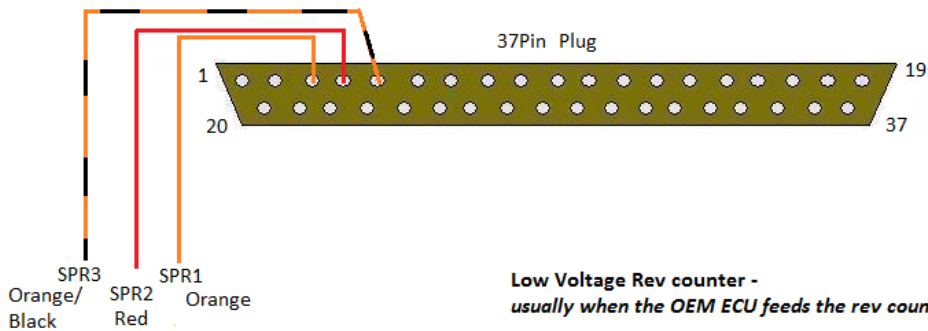 37Pin Plug
1
19
20
37
SPR3
Orange/
Black
SPR2
Red
SPR1
Orange
Low Voltage Rev counter -
usually when the OEM ECU feeds the rev coun